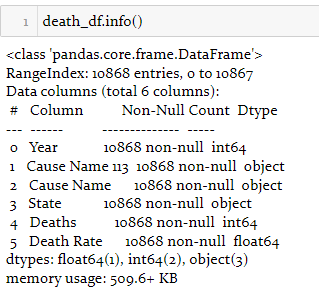 1 death_df.info()
<class 'pandas.core.frame.DataFrame'>
RangeIndex: 10868 entries, 0 to 10867
Data columns (total 6 columns):
# Column Non-Null Count Dtype
--- ------ -------------- -----
0 Year 10868 non-null int64
1 Cause Name 113 10868 non-null object
2 Cause Name 10868 non-null object
3 State 10868 non-null object
4 Deaths 10868 non-null int64
5 Death Rate 10868 non-null float64
dtypes: float64(1), int64(2), object(3)
memory usage: 509.6+ KB